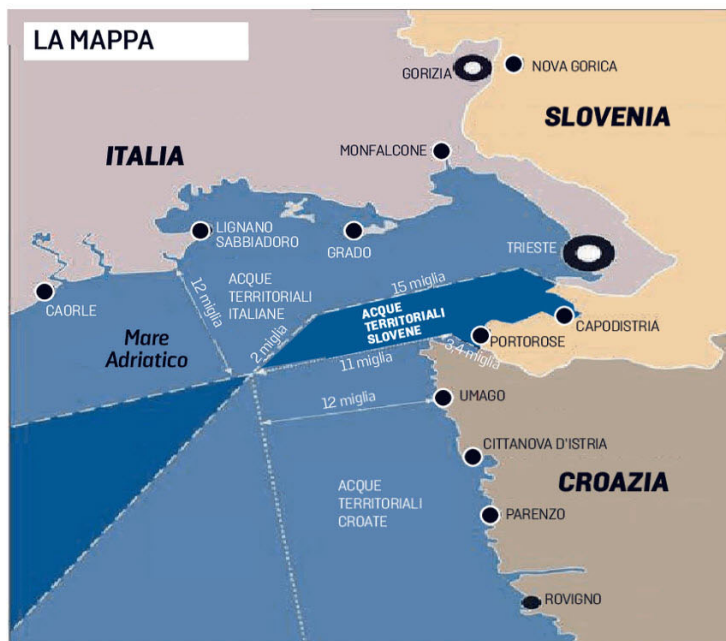 LA MAPPA
GORIZIA
NOVA GORICA
SLOVENIA
ITALIA
MONFALCONE
LIGNANO
SABBIADORO
GRADO
TRIESTE
12 miglia
ACQUE
TERRITORIALI
ITALIANE
15 miglia
CAORLE
ACQUE
TERRITORIALI
SLOVENE
CAPODISTRIA
Mare
Adriatico
2 miglia
PORTOROSE
3,4 miglia
11 miglia
12 miglia
UMAGO
CITTANOVA D'ISTRIA
CROAZIA
ACQUE
TERRITORIALI
CROATE
PARENZO
ROVIGNO